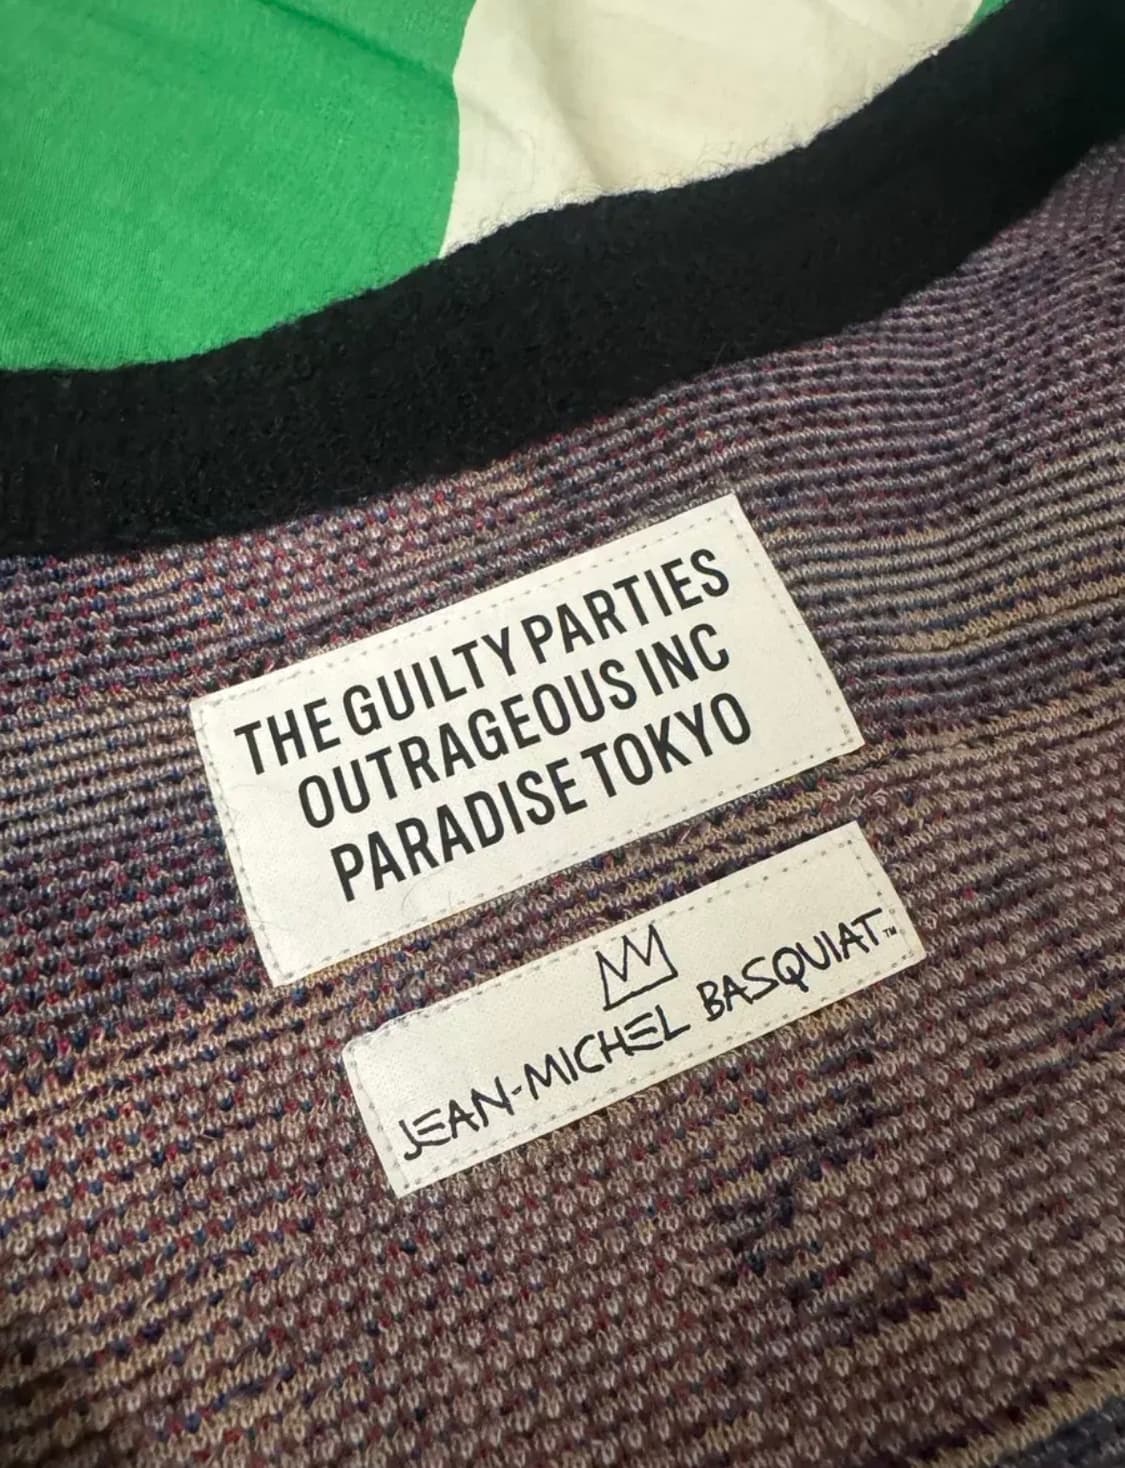 THE GUILTY PARTIES
OUTRAGEOUS INC
PARADISE TOKYO
JEAN-MICHEL BASQUIAT™